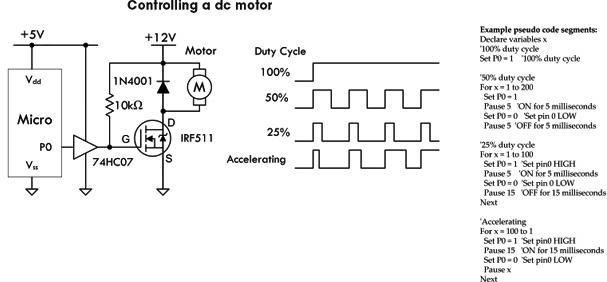 Controlling a dc motor
+5V
+12V
Motor
Vdd
1N4001
M
10kΩ
Micro
D
P0
G
IRF511
74HC07
S
Vss
Duty Cycle
100%
50%
25%
Accelerating
Example pseudo code segments:
Declare variables x
'100% duty cycle
Set P0 = 1 '100% duty cycle
'50% duty cycle
For x = 1 to 200
Set P0 = 1
Pause 5 'ON for 5 milliseconds
Set P0 = 0 'Set pin 0 LOW
Pause 5 'OFF for 5 milliseconds
'25% duty cycle
For x = 1 to 100
Set P0 = 1 'Set pin0 HIGH
Pause 5 'ON for 5 milliseconds
Set P0 = 0 'Set pin 0 LOW
Pause 15 'OFF for 15 milliseconds
Next
'Accelerating
For x = 100 to 1
Set P0 = 1 'Set pin0 HIGH
Pause 15 'ON for 15 milliseconds
Set P0 = 0 'Set pin0 LOW
Pause x
Next